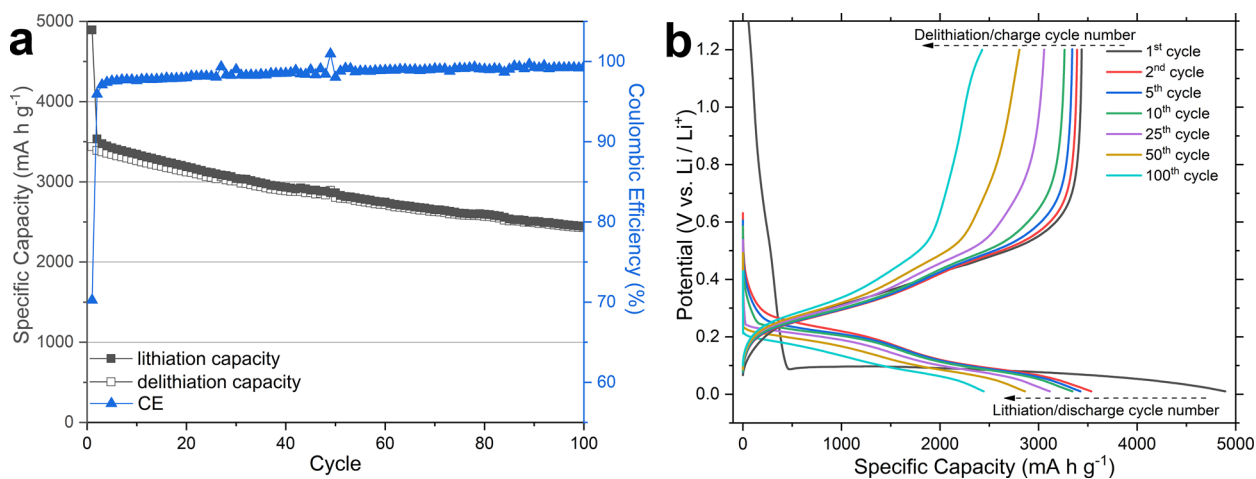 a
Specific Capacity (mA h g⁻¹)
5000
4000
3000
2000
1000
0
lithiation capacity
delithiation capacity
CE
0
20
40
60
80
100
Cycle
100
90
80
70
60
Coulombic Efficiency (%)
b
Potential (V vs. Li / Li⁺)
1.2
1.0
0.8
0.6
0.4
0.2
0.0
Delithiation/charge cycle number
1ˢᵗ cycle
2ⁿᵈ cycle
5ᵗʰ cycle
10ᵗʰ cycle
25ᵗʰ cycle
50ᵗʰ cycle
100ᵗʰ cycle
Lithiation/discharge cycle number
0
1000
2000
3000
4000
5000
Specific Capacity (mA h g⁻¹)